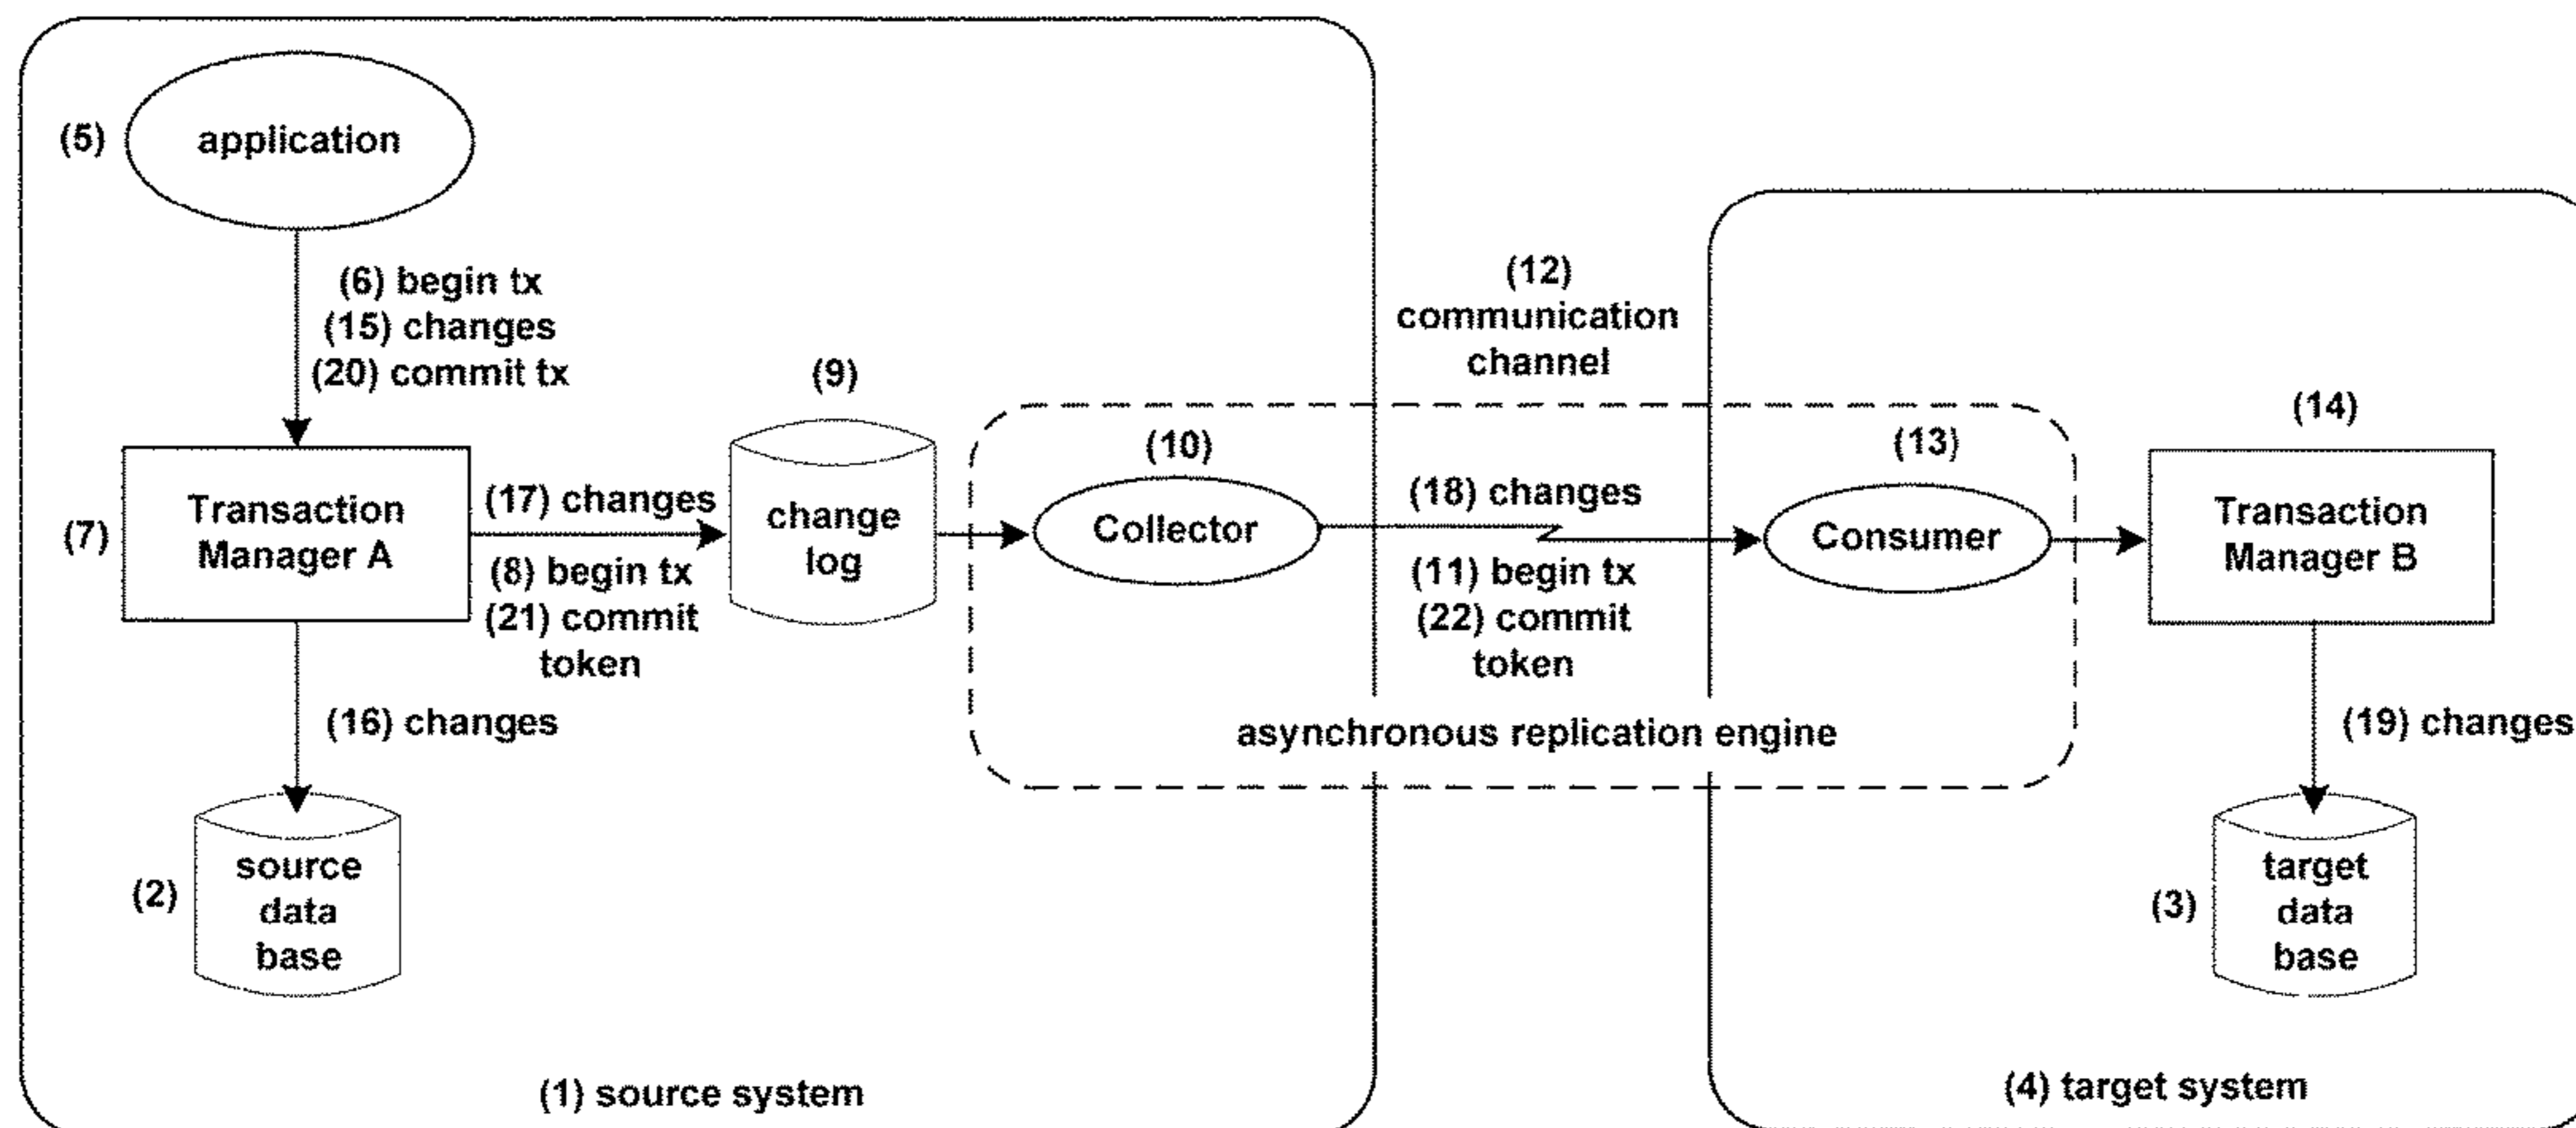 (5)
application
(6) begin tx
(15) changes
(20) commit tx
(7)
Transaction
Manager A
(17) changes
(8) begin tx
(21) commit
token
(9)
change
log
(16) changes
(2)
source
data
base
(1) source system
(10)
Collector
(12)
communication
channel
(18) changes
(11) begin tx
(22) commit
token
asynchronous replication engine
(13)
Consumer
(14)
Transaction
Manager B
(19) changes
(3)
target
data
base
(4) target system